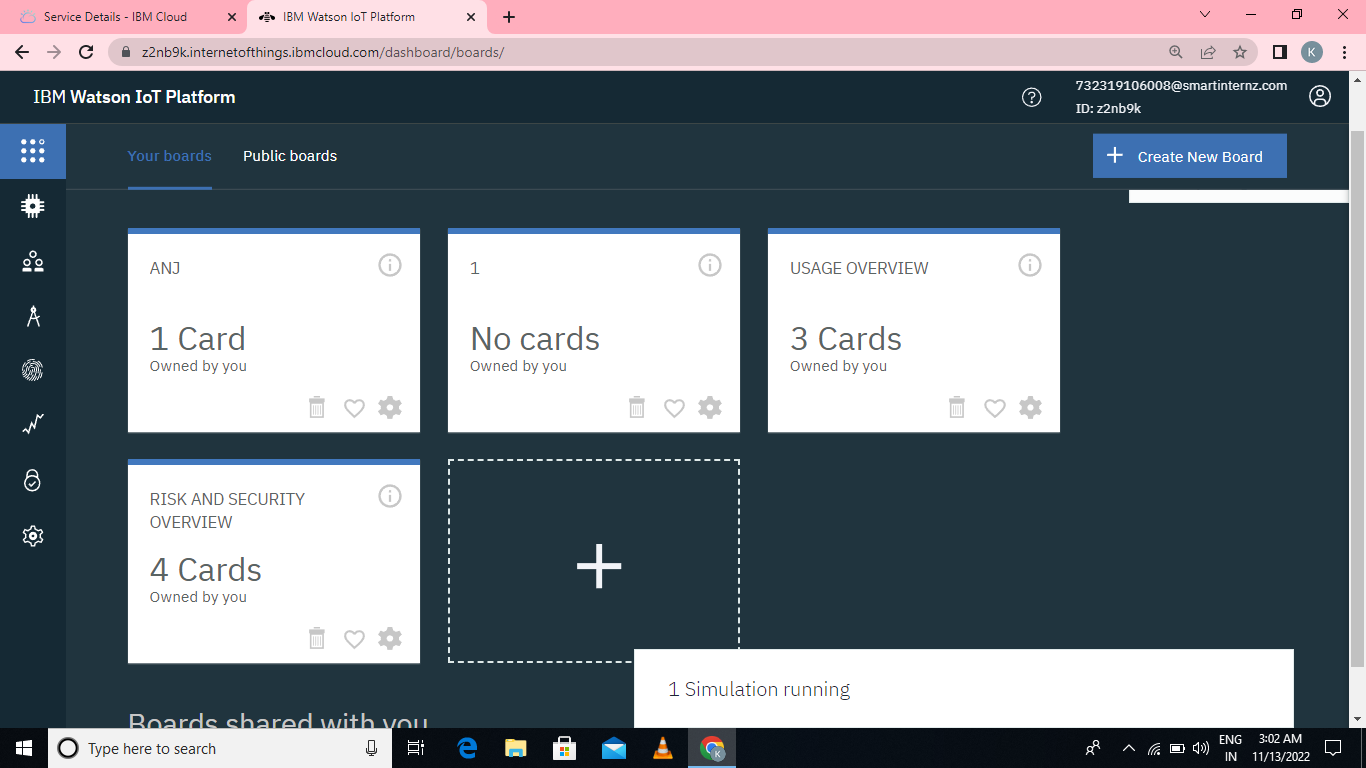 Service Details - IBM Cloud
IBM Watson IoT Platform
z2nb9k.internetofthings.ibmcloud.com/dashboard/boards/
K
IBM Watson IoT Platform
732319106008@smartinternz.com
ID: z2nb9k
Your boards
Public boards
Create New Board
ANJ
1 Card
Owned by you
1
No cards
Owned by you
USAGE OVERVIEW
3 Cards
Owned by you
RISK AND SECURITY
OVERVIEW
4 Cards
Owned by you
1 Simulation running
Boards shared with you
Type here to search
K
ENG
IN
3:02 AM
11/13/2022